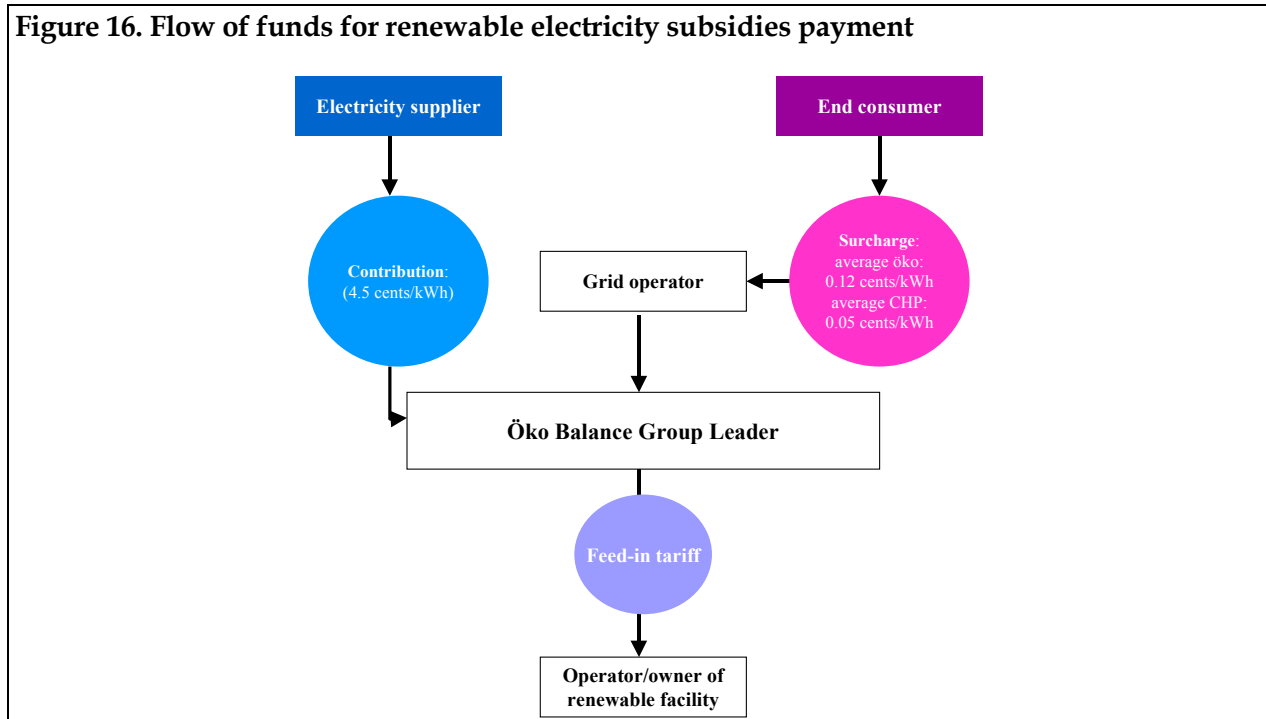 Figure 16. Flow of funds for renewable electricity subsidies payment
Electricity supplier
End consumer
Contribution:
(4.5 cents/kWh)
Grid operator
Surcharge:
average öko:
0.12 cents/kWh
average CHP:
0.05 cents/kWh
Öko Balance Group Leader
Feed-in tariff
Operator/owner of
renewable facility